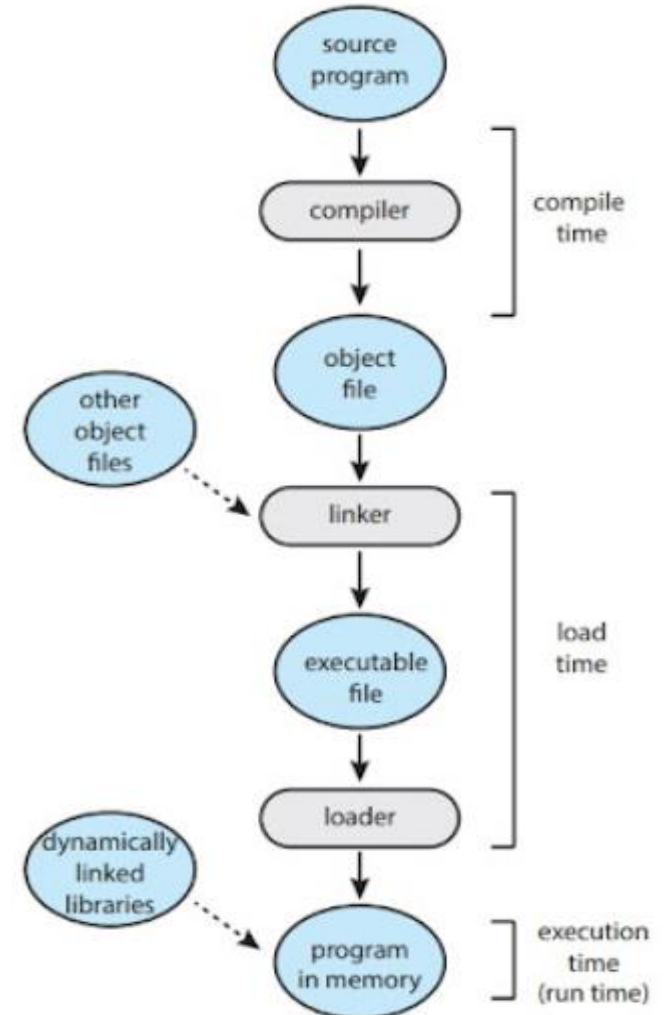 source
program
compiler
compile
time
object
file
other
object
files
linker
load
time
executable
file
loader
dynamically
linked
libraries
program
in memory
execution
time
(run time)